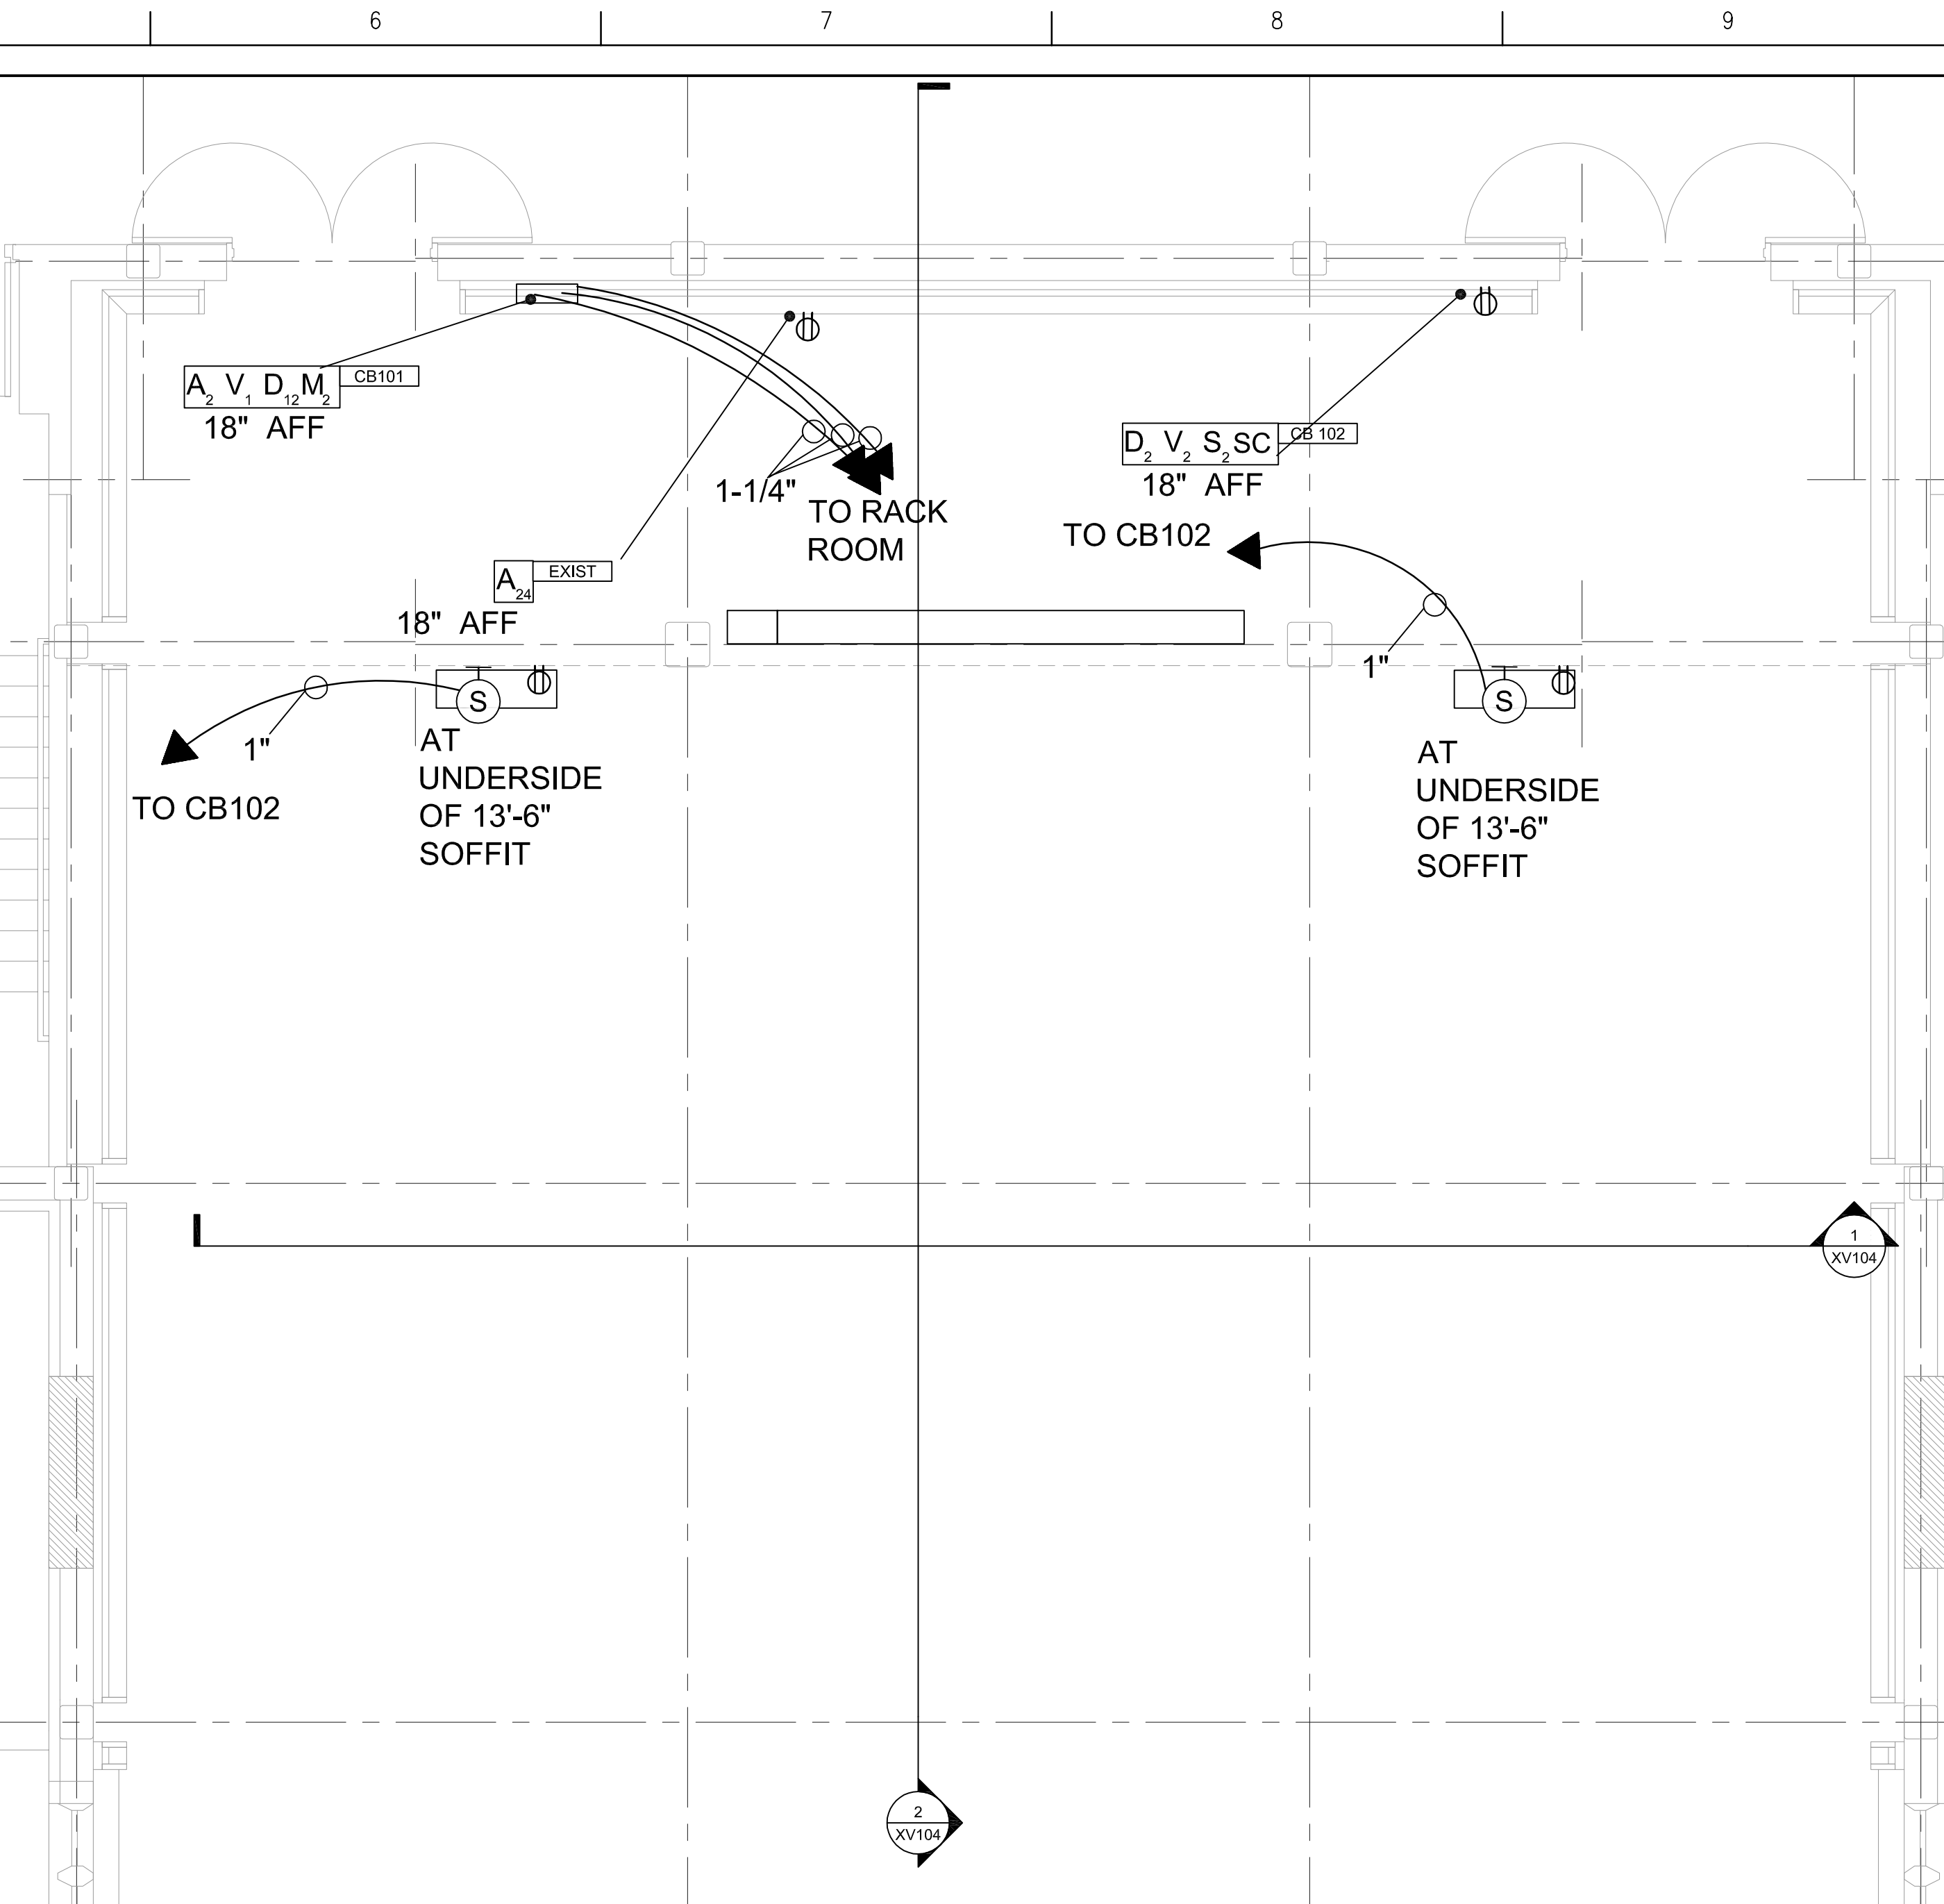 6 7 8 9
A2 V1 D12 M2 CB101
18" AFF
D2 V2 S2 SC CB 102
18" AFF
1-1/4"
TO RACK
ROOM
TO CB102
A24 EXIST
18" AFF
1"
1"
S
S
TO CB102
AT
UNDERSIDE
OF 13'-6"
SOFFIT
AT
UNDERSIDE
OF 13'-6"
SOFFIT
1
XV104
2
XV104